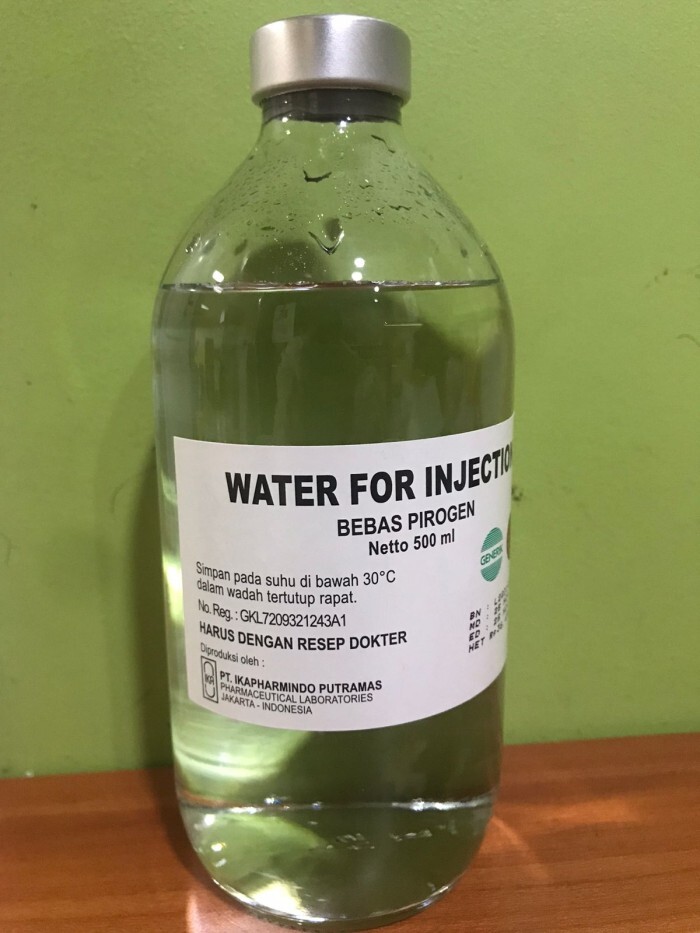 WATER FOR INJECTION
BEBAS PIROGEN
Netto 500 ml
GENERIK
Simpan pada suhu di bawah 30°C
dalam wadah tertutup rapat.
No. Reg. : GKL7209321243A1
HARUS DENGAN RESEP DOKTER
BN :
MD :
ED :
HET
Diproduksi oleh :
PT. IKAPHARMINDO PUTRAMAS
PHARMACEUTICAL LABORATORIES
JAKARTA - INDONESIA